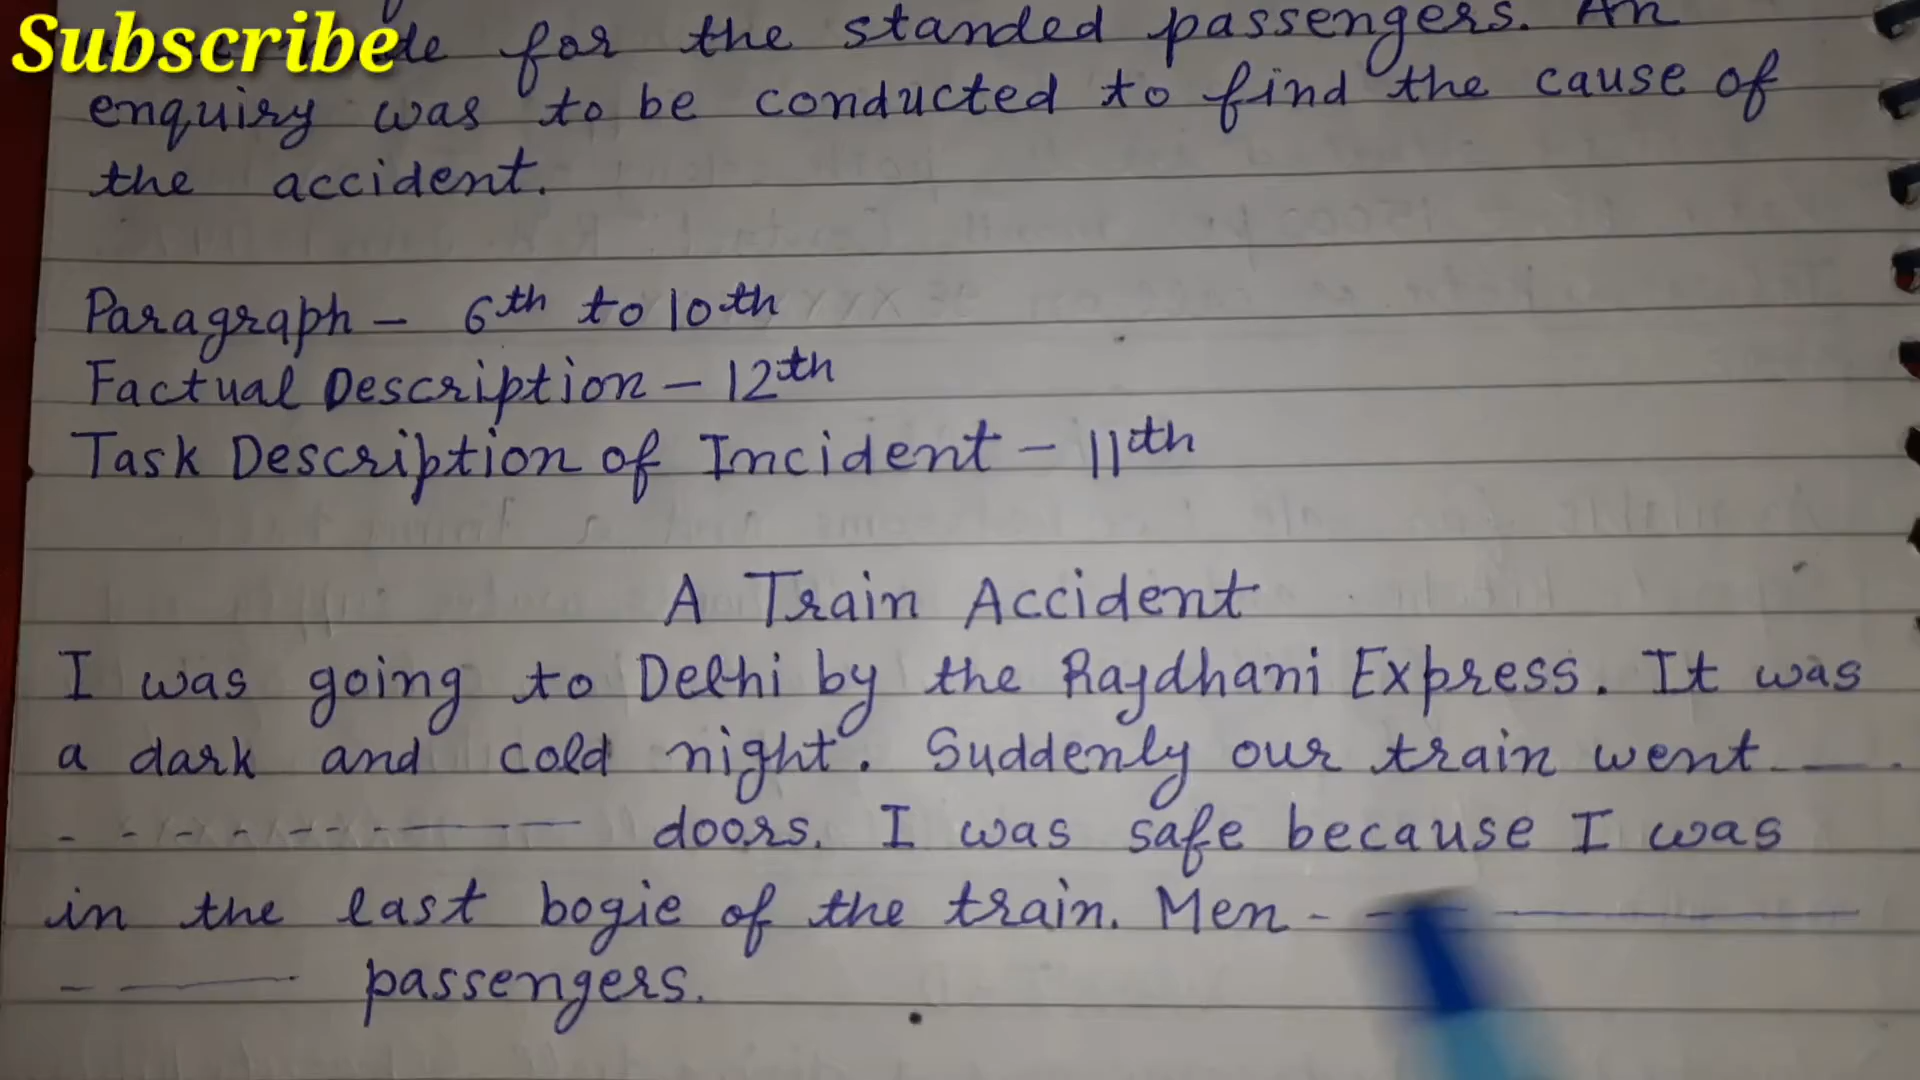 Subscribe
de for the standed passengers. An
enquiry was to be conducted to find the cause of
the accident.
Paragraph - 6th to 10th
Factual Description - 12th
Task Description of Incident - 11th
A Train Accident
I was going to Delhi by the Rajdhani Express. It was
a dark and cold night. Suddenly our train went - - -
- - - - - - - - doors. I was safe because I was
in the last bogie of the train. Men - - - -
- - passengers.